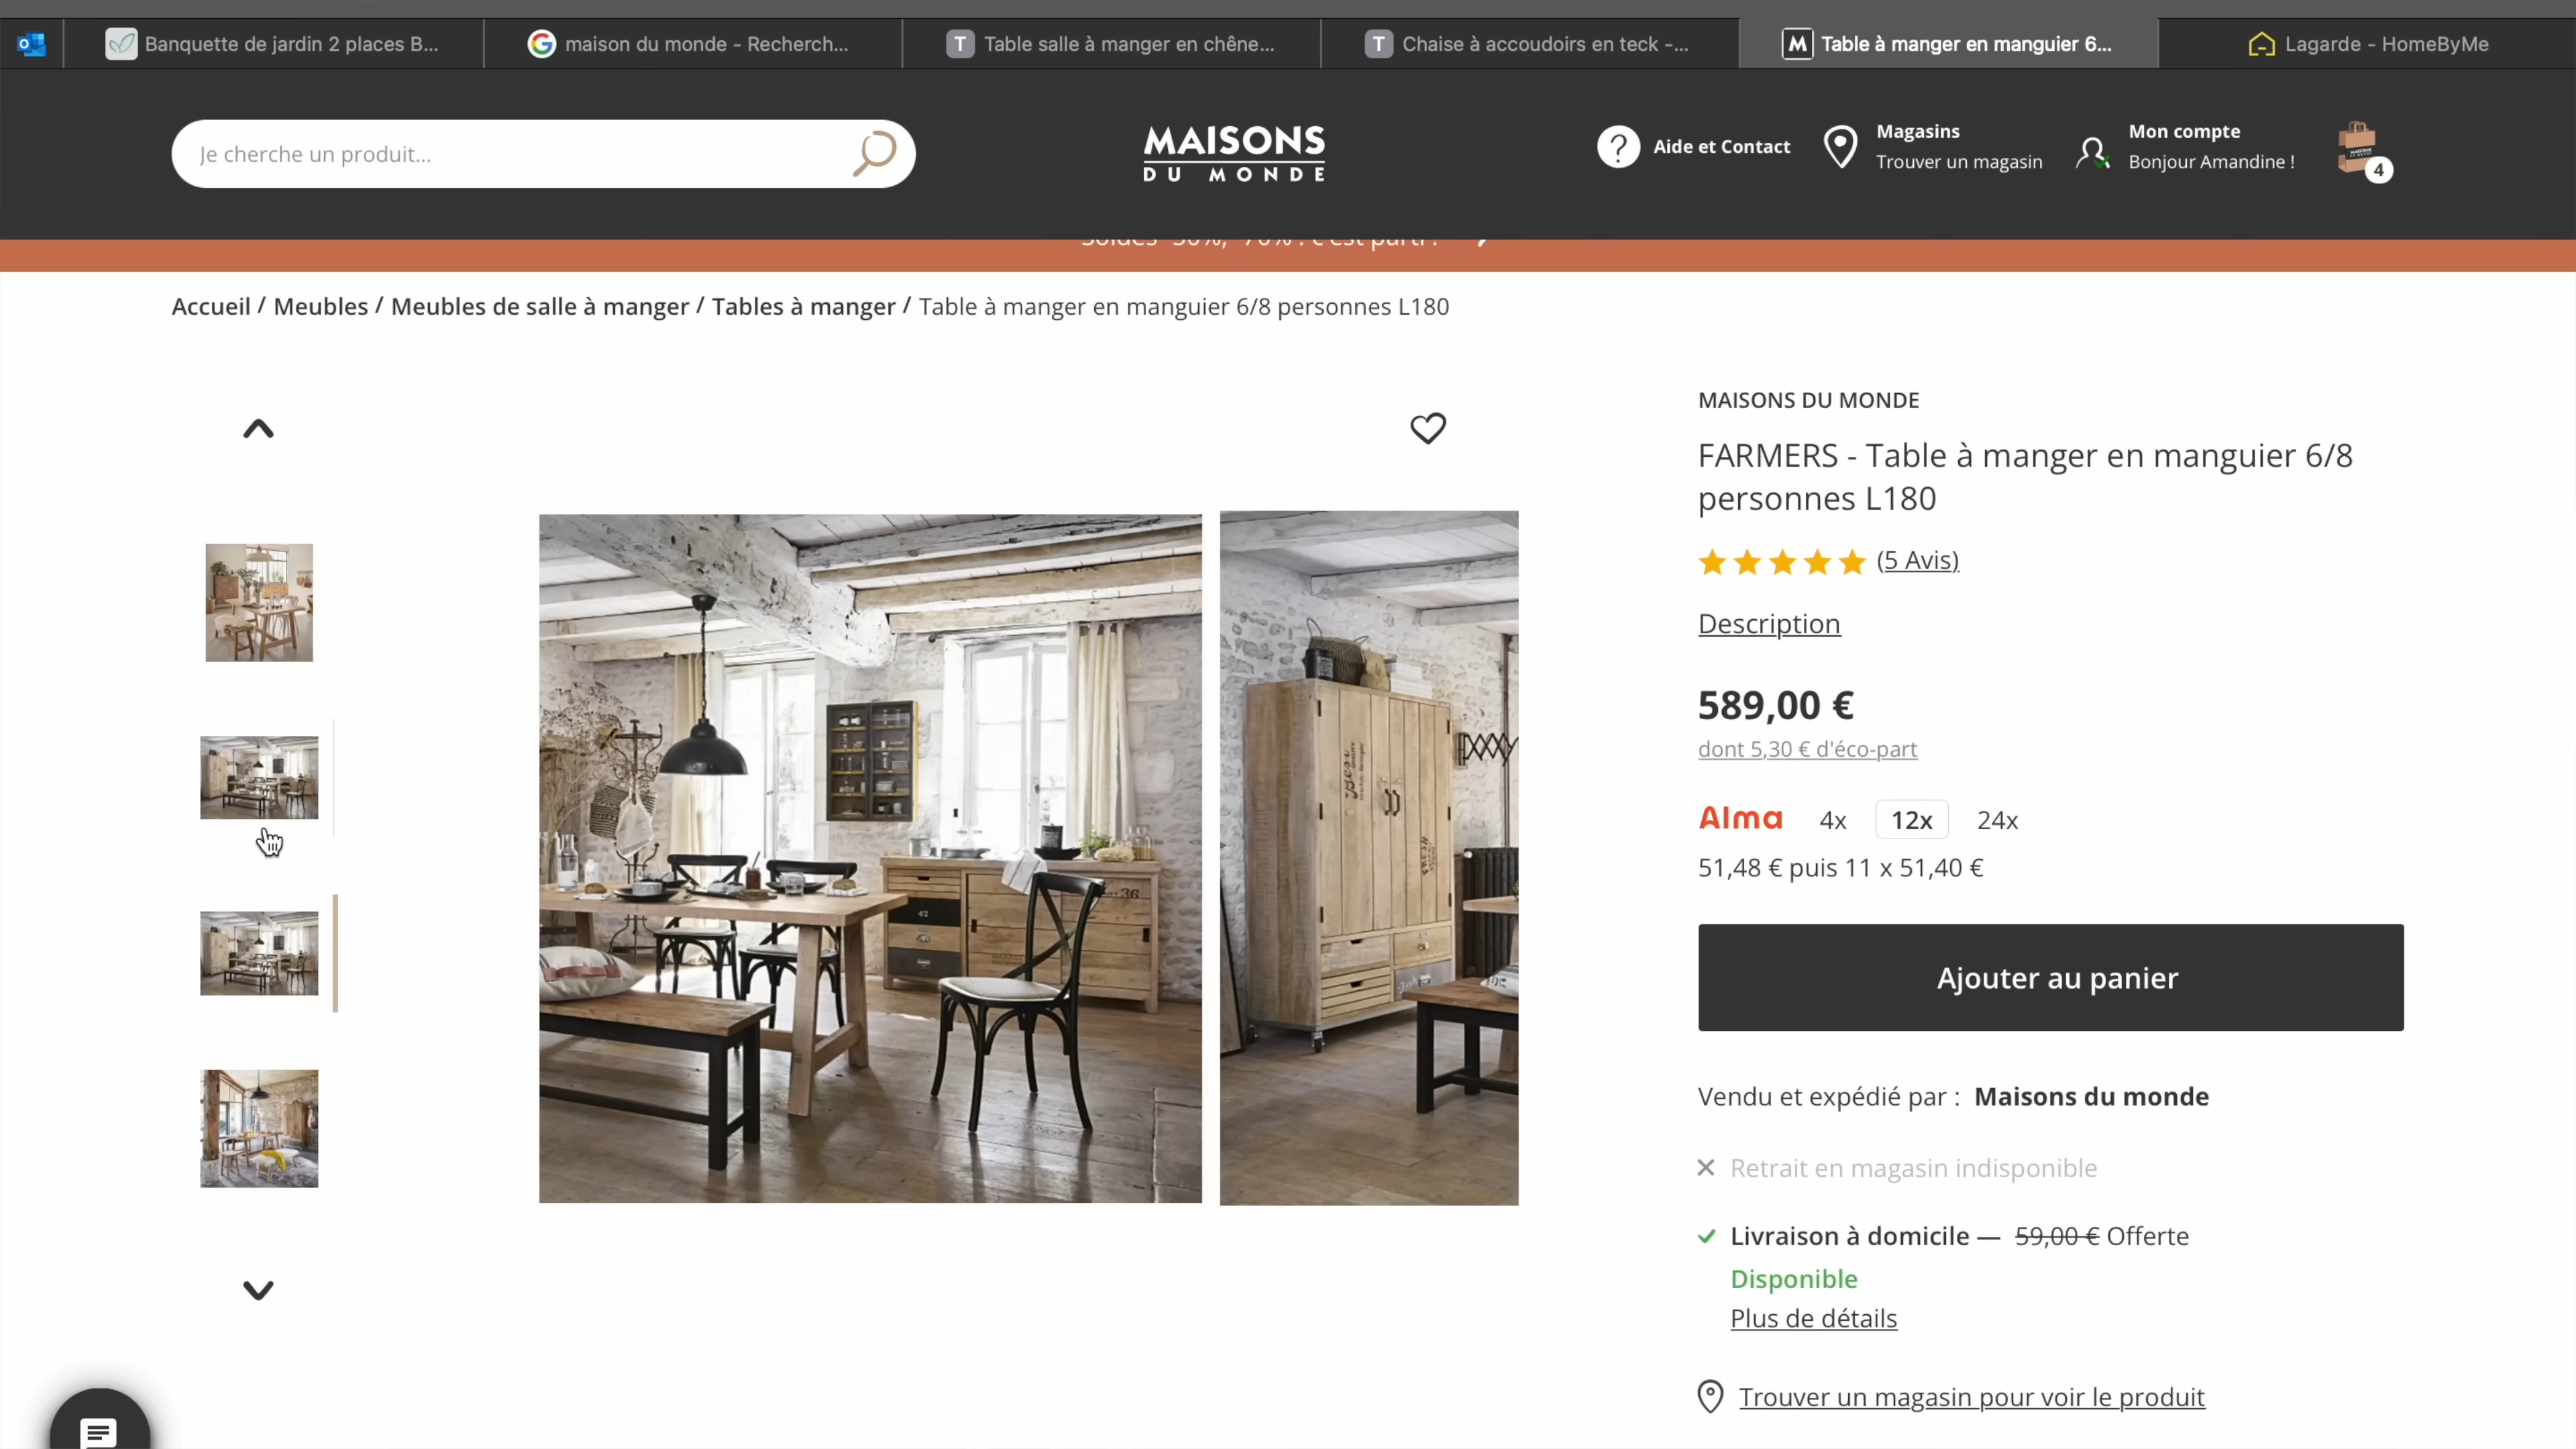 Banquette de jardin 2 places B...
maison du monde - Recherch...
Table salle à manger en chêne...
Chaise à accoudoirs en teck -...
Table à manger en manguier 6...
Lagarde - HomeByMe
Je cherche un produit...
MAISONS
DU MONDE
? Aide et Contact
Magasins
Trouver un magasin
Mon compte
Bonjour Amandine !
4
Accueil / Meubles / Meubles de salle à manger / Tables à manger / Table à manger en manguier 6/8 personnes L180
MAISONS DU MONDE
FARMERS - Table à manger en manguier 6/8
personnes L180
(5 Avis)
Description
589,00 €
dont 5,30 € d'éco-part
Alma 4x 12x 24x
51,48 € puis 11 x 51,40 €
Ajouter au panier
Vendu et expédié par : Maisons du monde
Retrait en magasin indisponible
Livraison à domicile — 59,00 € Offerte
Disponible
Plus de détails
Trouver un magasin pour voir le produit